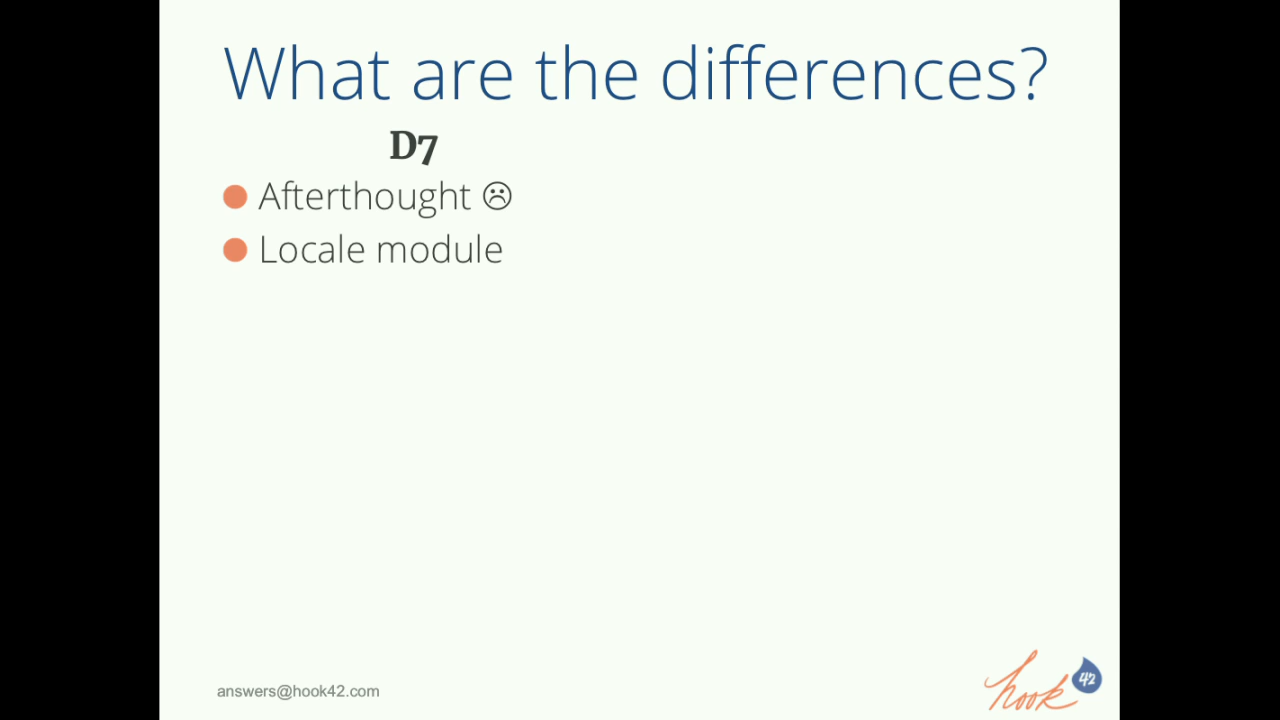 What are the differences?
D7
Afterthought ☹
Locale module
answers@hook42.com
hook 42